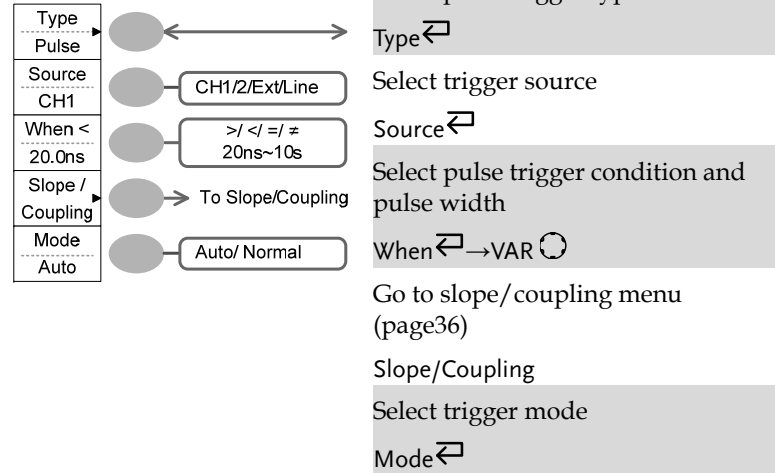 Type
Pulse
Source
CH1
CH1/2/Ext/Line
When <
20.0ns
>/ </ =/ ≠
20ns~10s
Slope /
Coupling
To Slope/Coupling
Mode
Auto
Auto/ Normal
Type
Select trigger source
Source
Select pulse trigger condition and
pulse width
When→VAR
Go to slope/coupling menu
(page36)
Slope/Coupling
Select trigger mode
Mode